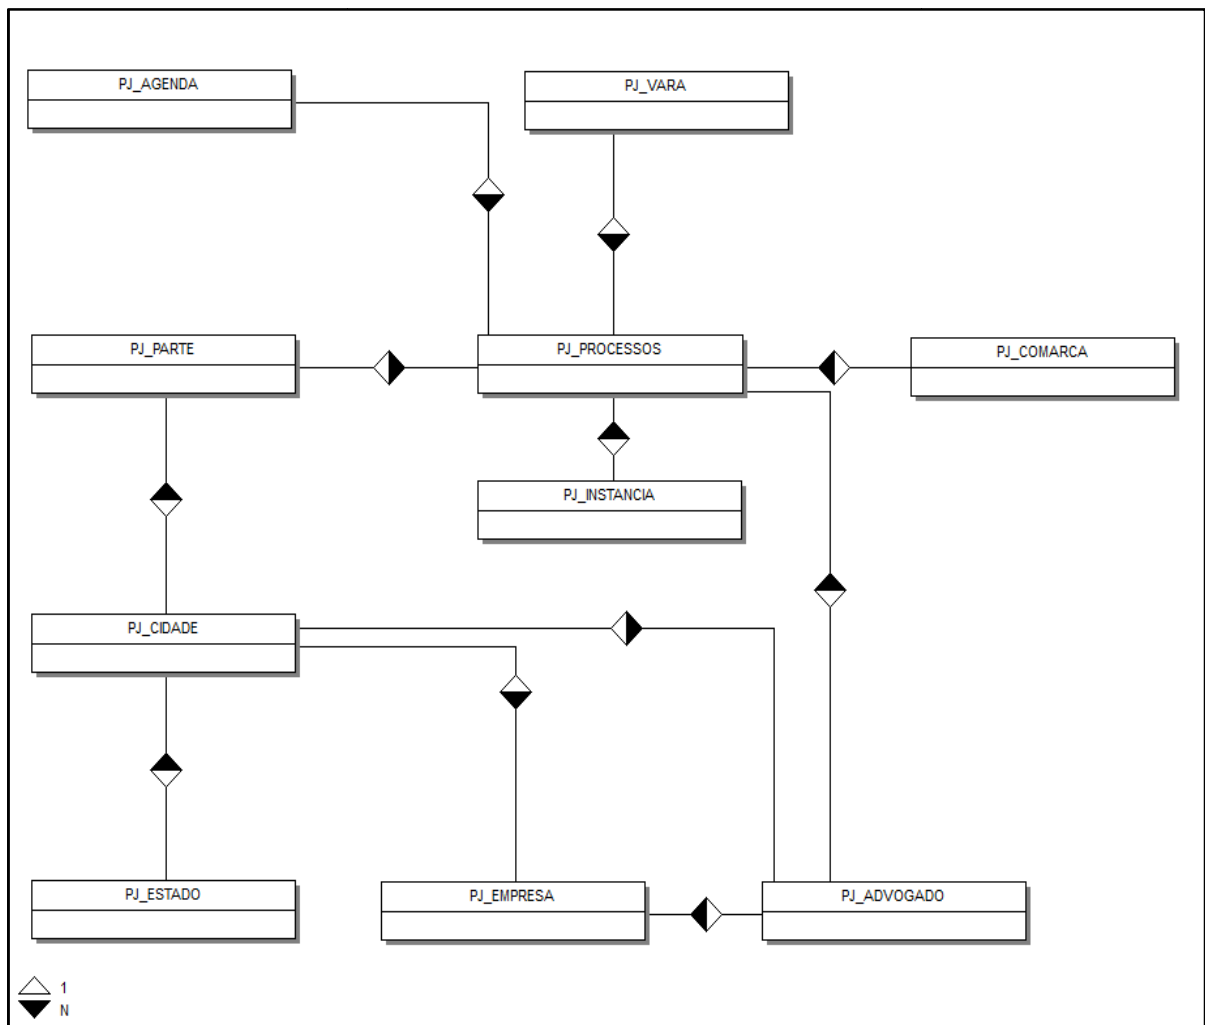 PJ_AGENDA
PJ_VARA
PJ_PARTE
PJ_PROCESSOS
PJ_COMARCA
PJ_INSTANCIA
PJ_CIDADE
PJ_ESTADO
PJ_EMPRESA
PJ_ADVOGADO
1
N